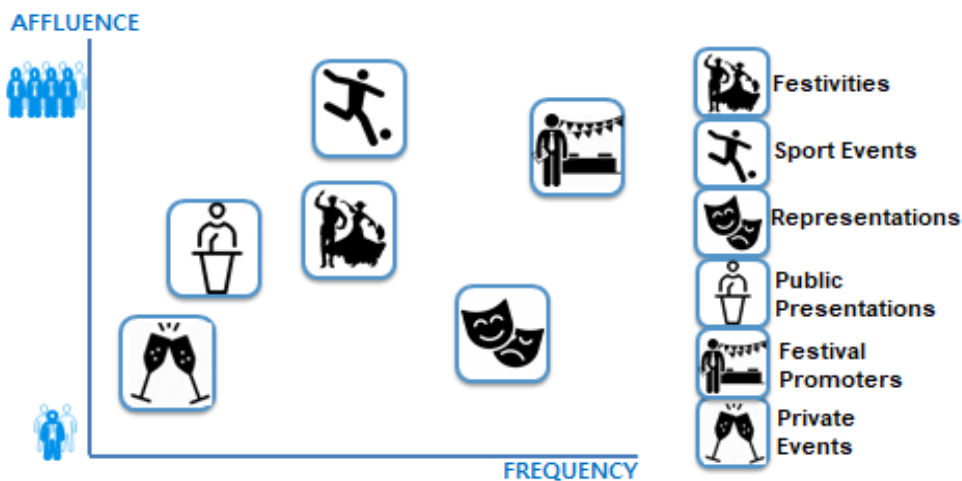 AFFLUENCE
Festivities
Sport Events
Representations
Public
Presentations
Festival
Promoters
Private
Events
FREQUENCY